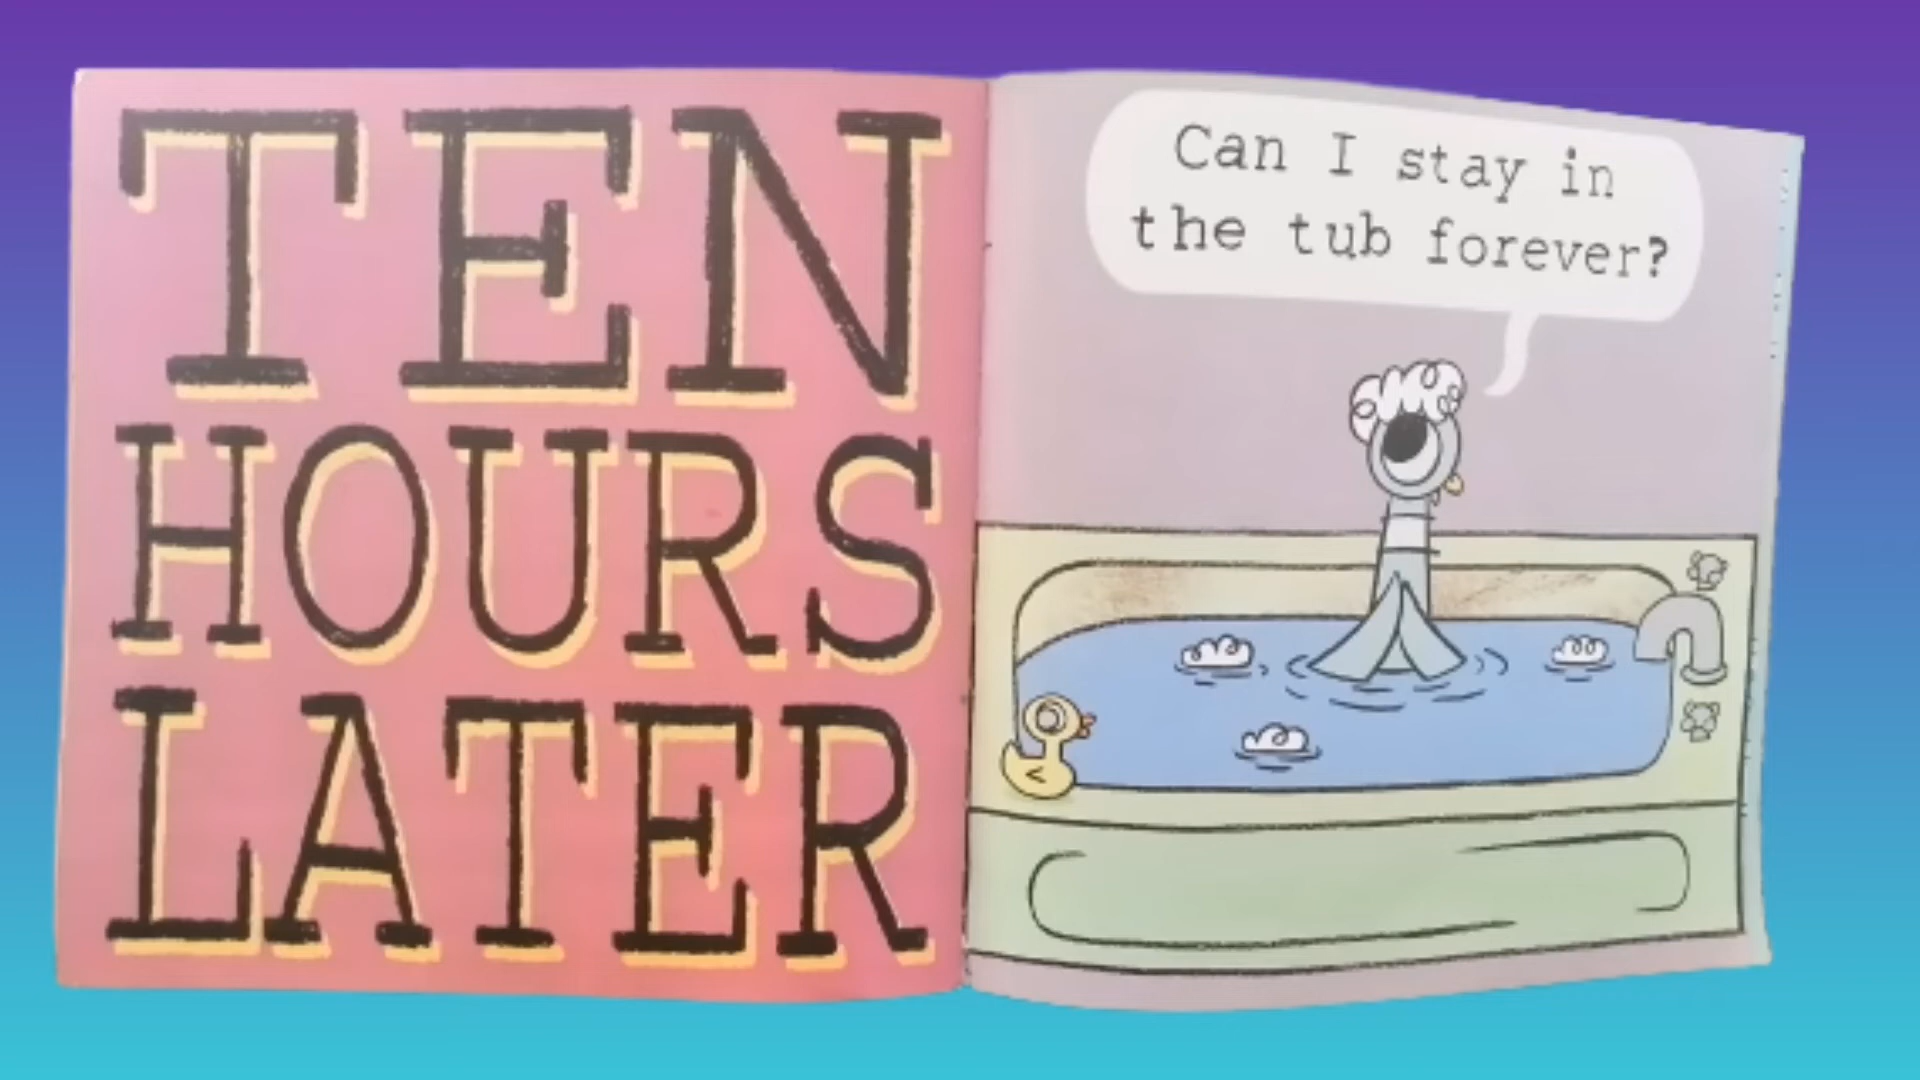 TEN
HOURS
LATER
Can I stay in
the tub forever?